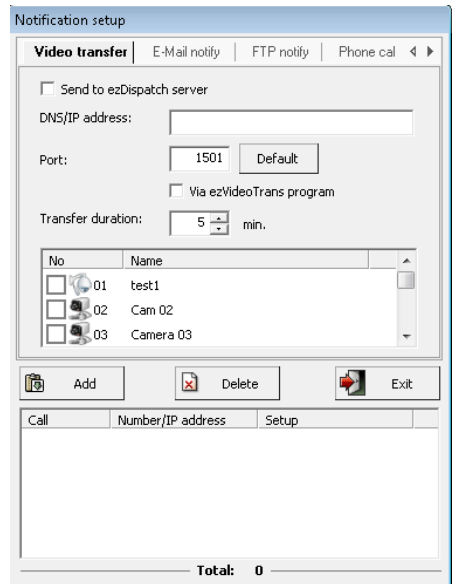 Notification setup
Video transfer E-Mail notify FTP notify Phone cal
Send to ezDispatch server
DNS/IP address:
Port: 1501 Default
Via ezVideoTrans program
Transfer duration: 5 min.
No Name
01 test1
02 Cam 02
03 Camera 03
Add Delete Exit
Call Number/IP address Setup
Total: 0